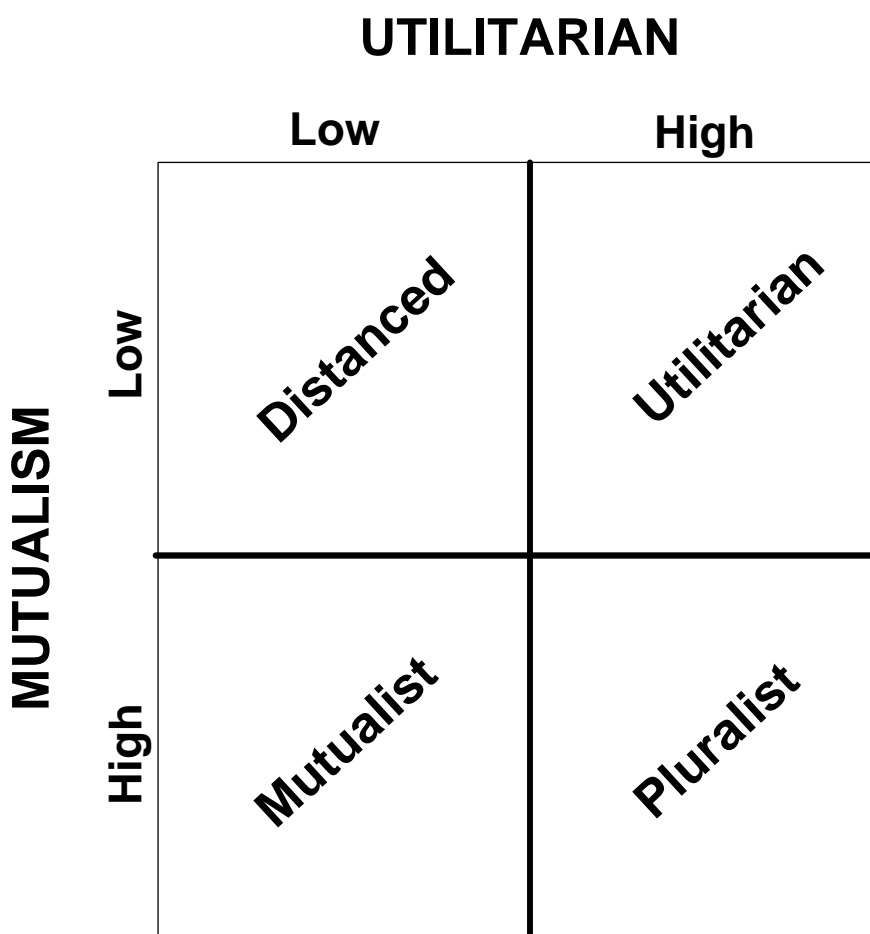 UTILITARIAN
Low
High
MUTUALISM
Low
Distanced
Utilitarian
High
Mutualist
Pluralist